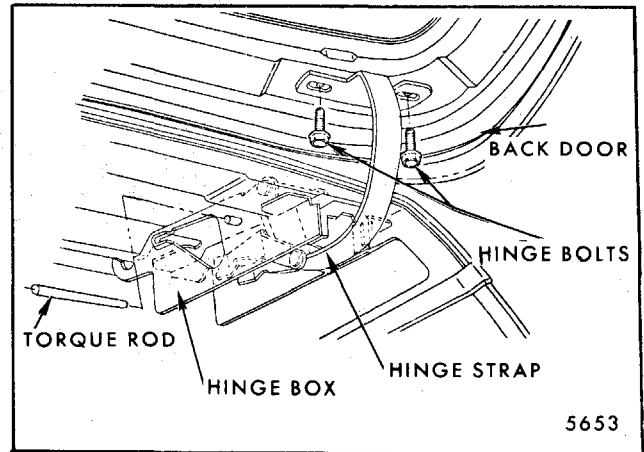 BACK DOOR
HINGE BOLTS
TORQUE ROD
HINGE STRAP
HINGE BOX
5653